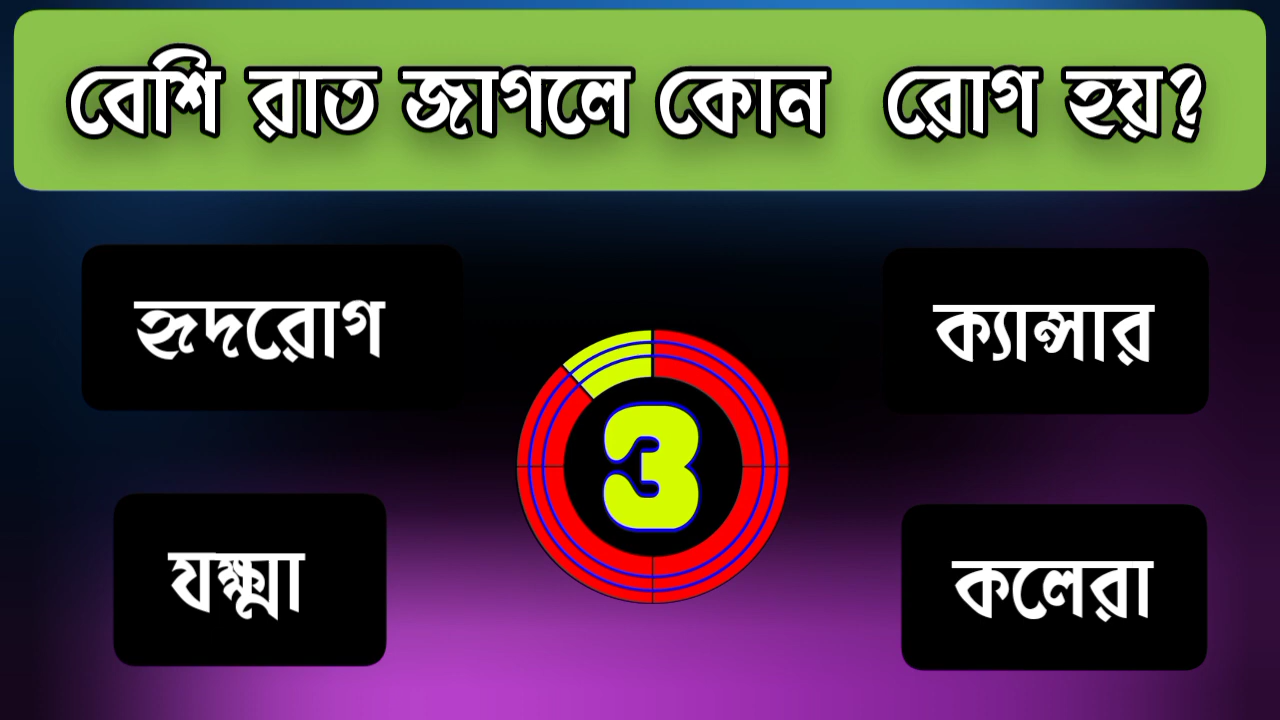 বেশি রাত জাগলে কোন রোগ হয়?
হৃদরোগ
ক্যান্সার
3
যক্ষ্মা
কলেরা